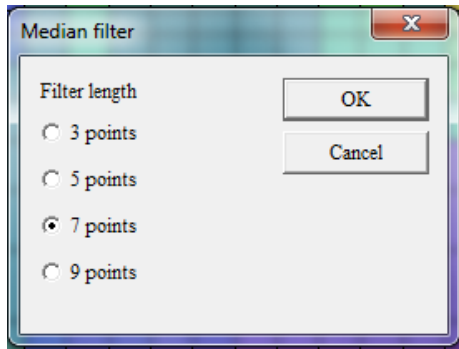 Median filter
Filter length
OK
3 points
Cancel
5 points
7 points
9 points